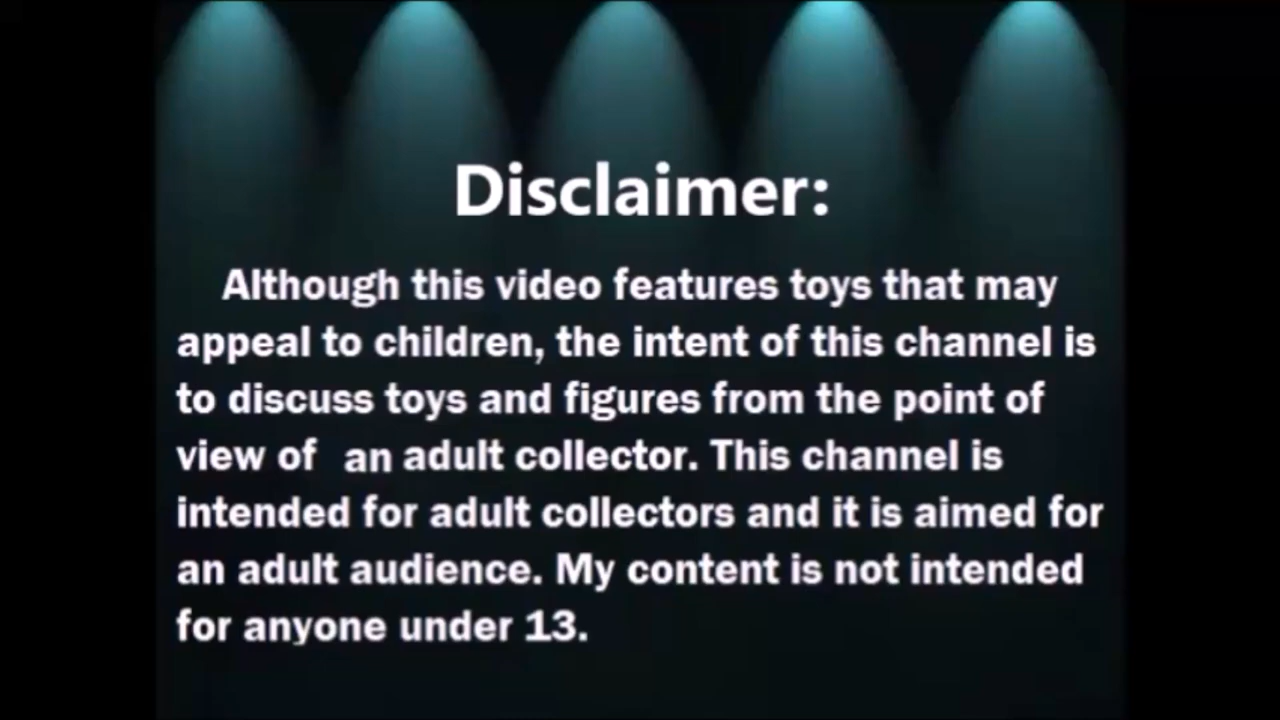 Disclaimer:
Although this video features toys that may
appeal to children, the intent of this channel is
to discuss toys and figures from the point of
view of an adult collector. This channel is
intended for adult collectors and it is aimed for
an adult audience. My content is not intended
for anyone under 13.